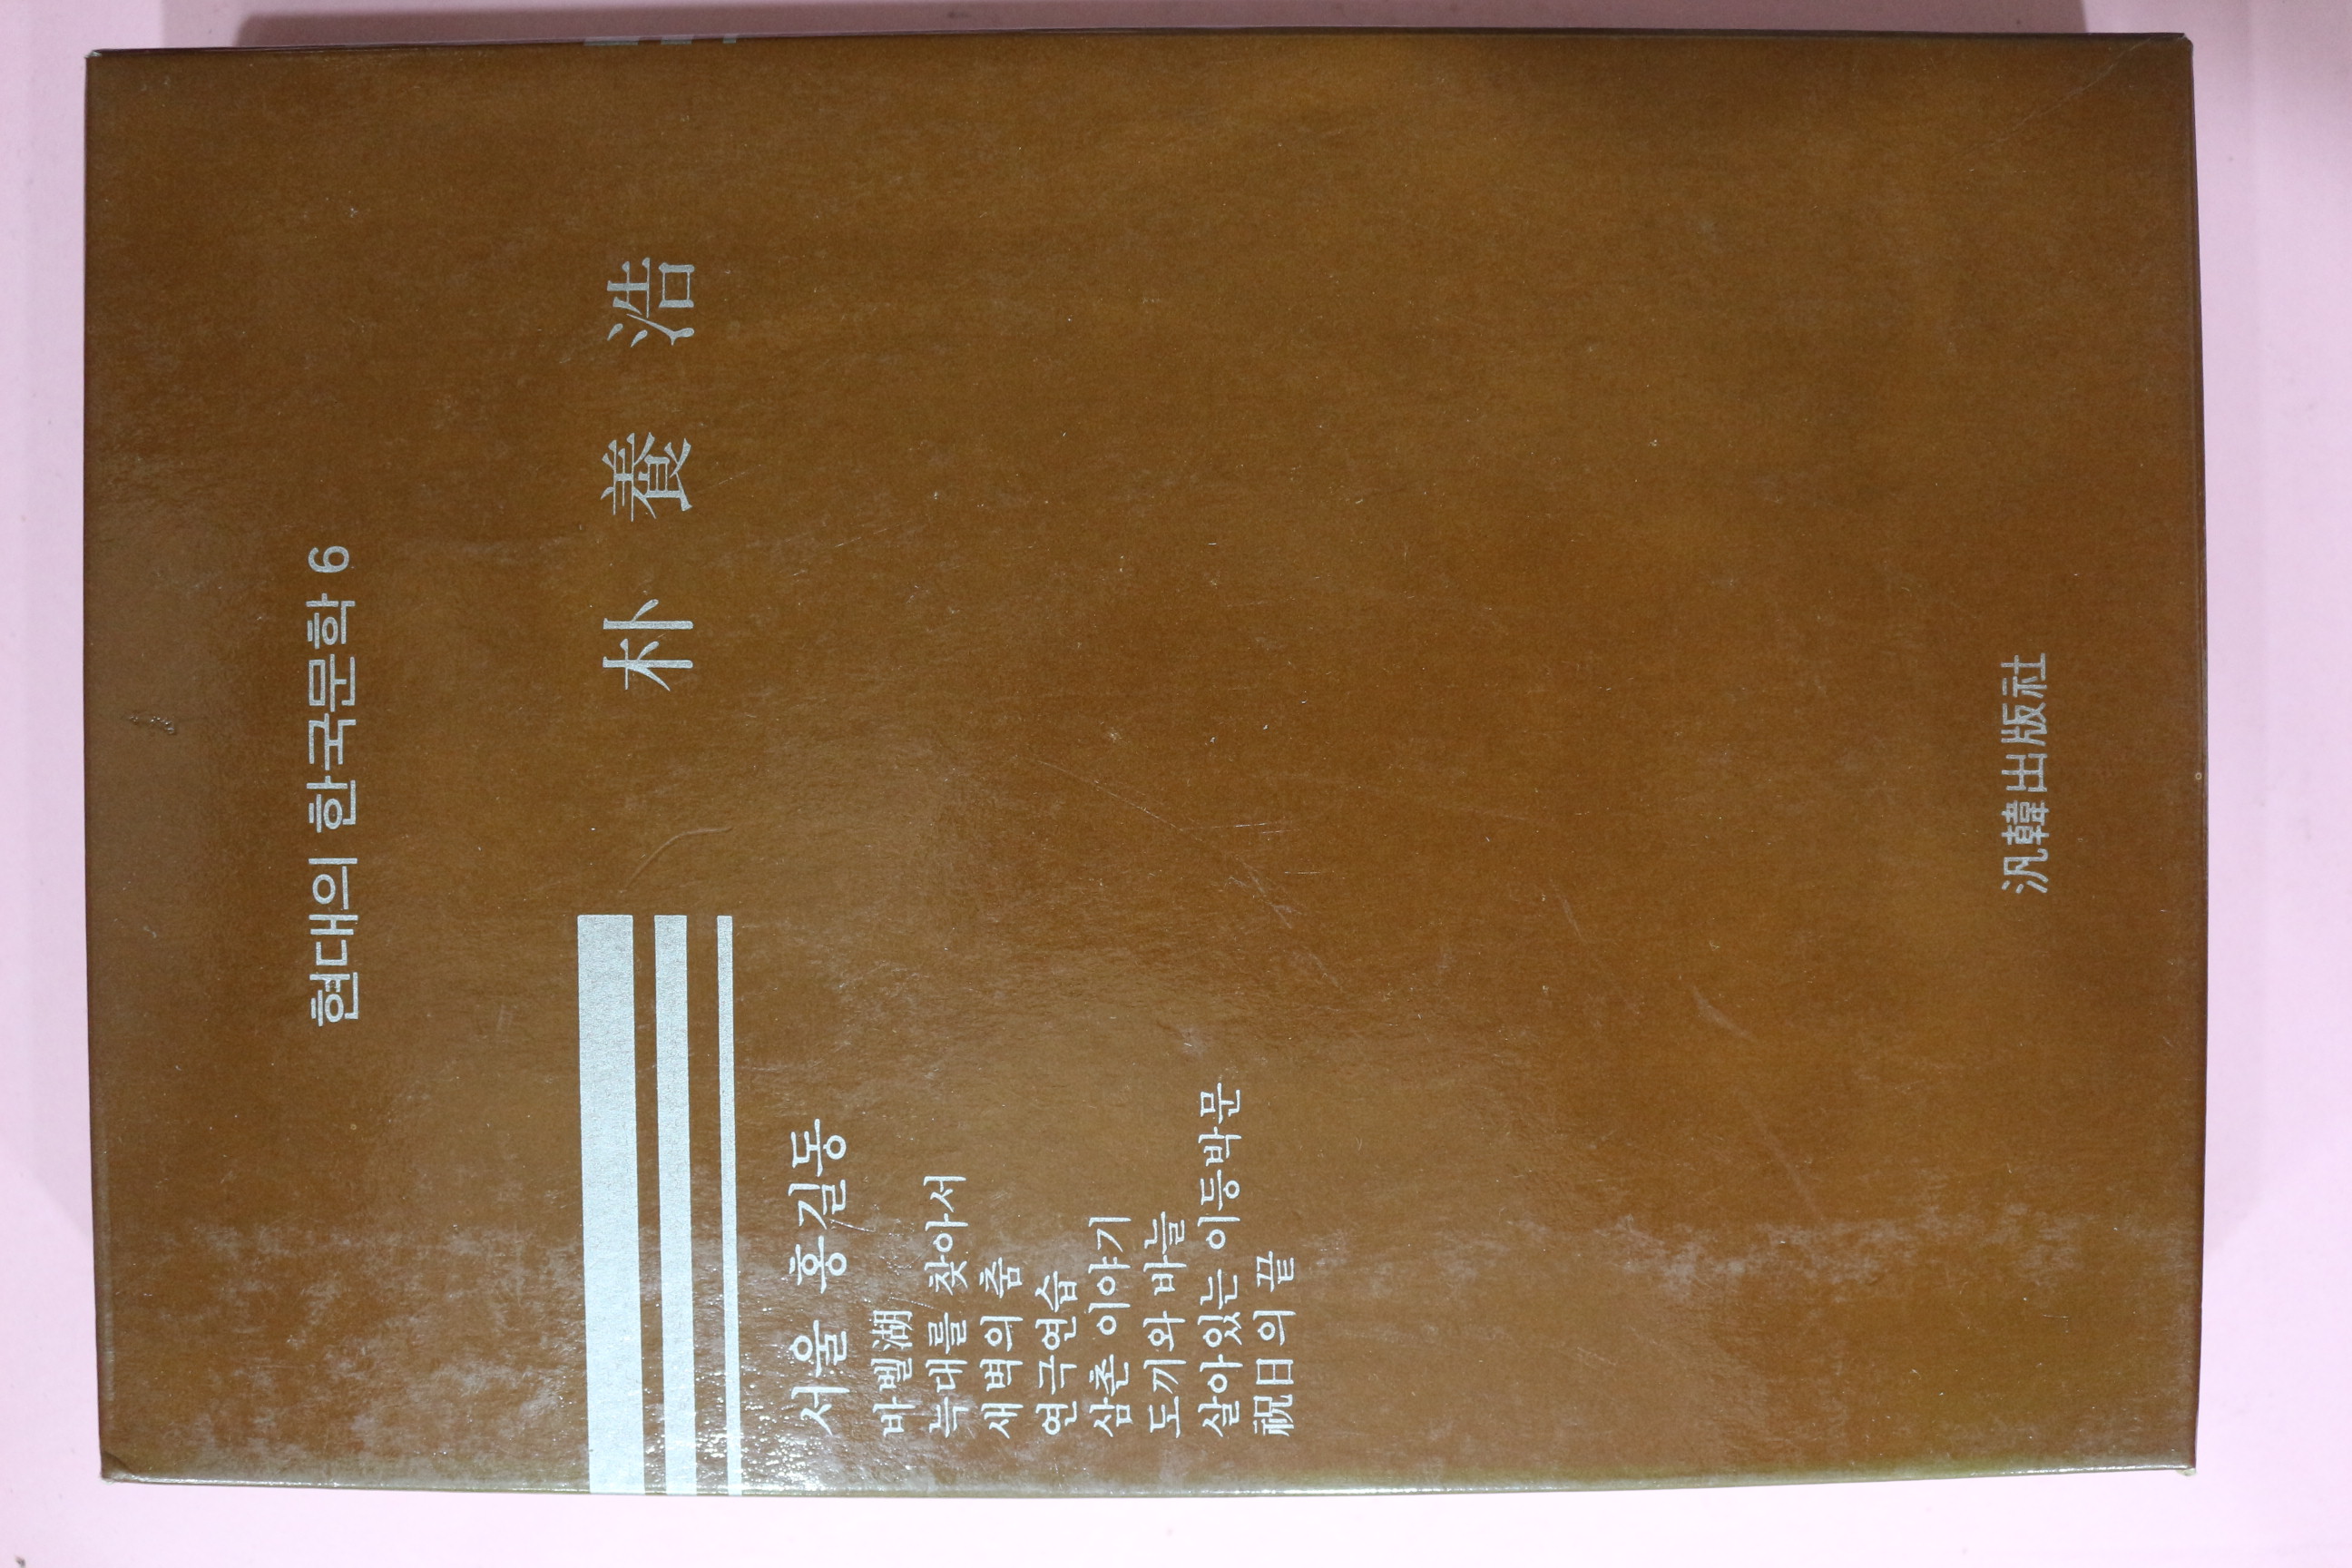 현대의 한국문학 6
朴 養 浩
서울 홍길동
바벨湖
늑대를 찾아서
새벽의 춤
연극연습
삼촌 이야기
도끼와 바늘
살아있는 이등박문
祝日의 끝
汎韓出版社